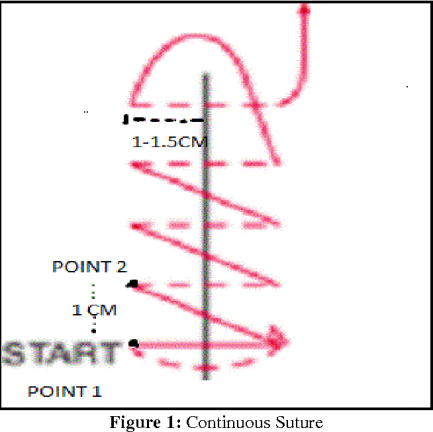 1-1.5CM
POINT 2
1 CM
START
POINT 1
Figure 1: Continuous Suture